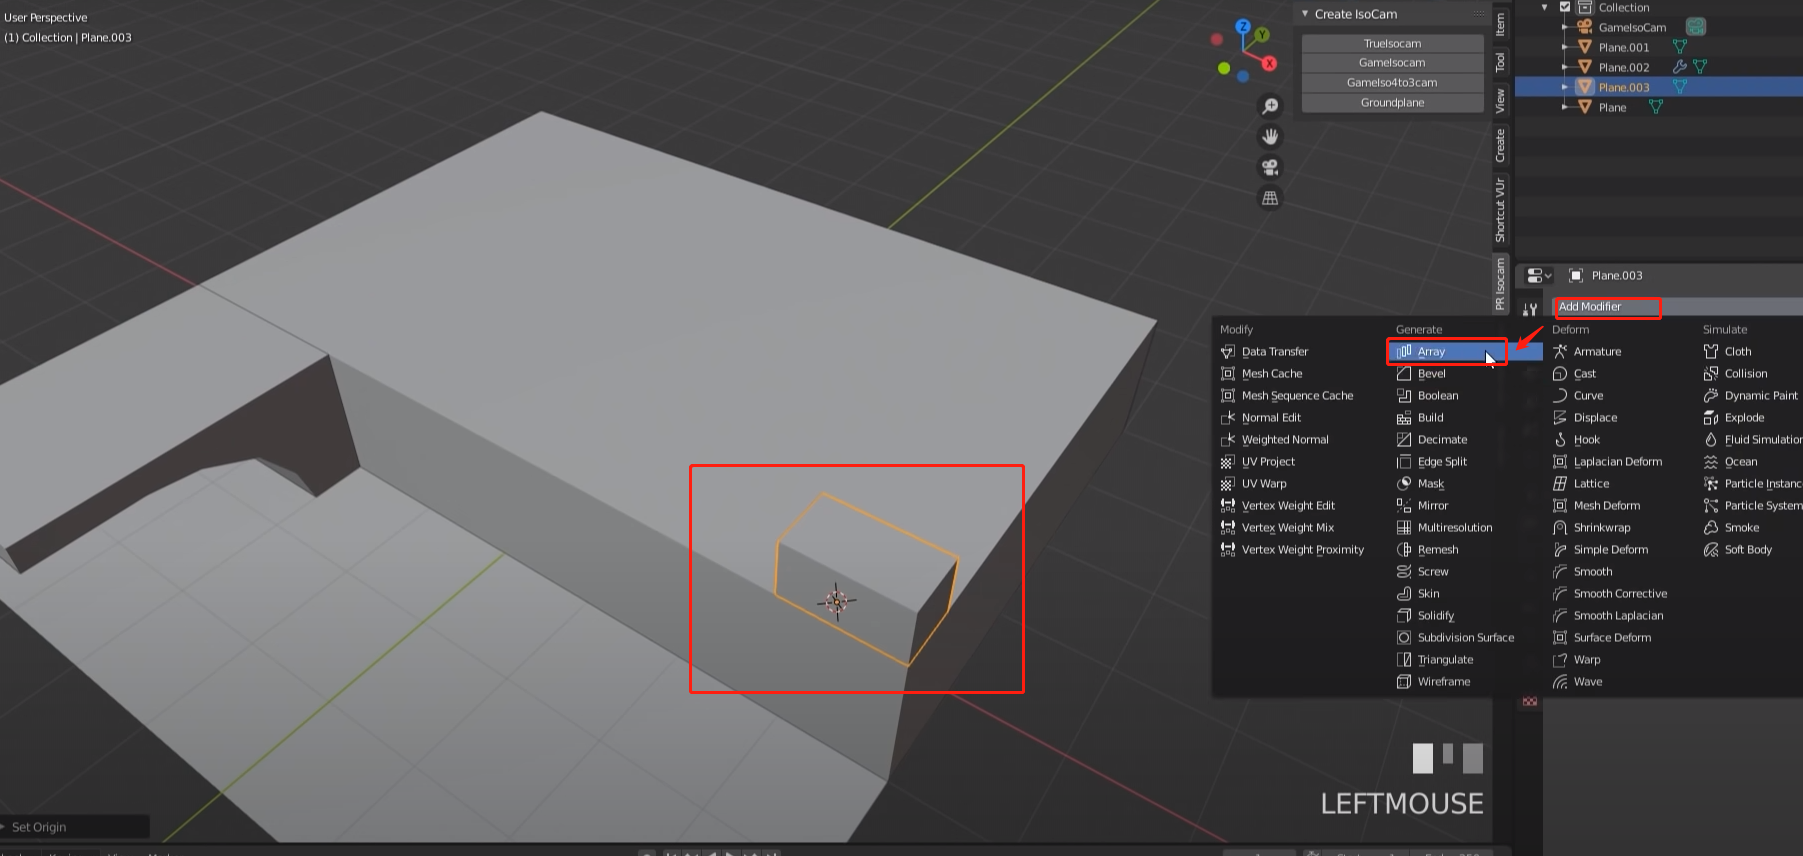 User Perspective
(1) Collection | Plane.003
Z
Y
X
Create IsoCam
TrueIsocam
GameIsocam
GameIso4to3cam
Groundplane
Item
Tool
View
Create
Shortcut VUr
PR Isocam
Collection
GameIsoCam
Plane.001
Plane.002
Plane.003
Plane
Plane.003
Add Modifier
Modify
Data Transfer
Mesh Cache
Mesh Sequence Cache
Normal Edit
Weighted Normal
UV Project
UV Warp
Vertex Weight Edit
Vertex Weight Mix
Vertex Weight Proximity
Generate
Array
Bevel
Boolean
Build
Decimate
Edge Split
Mask
Mirror
Multiresolution
Remesh
Screw
Skin
Solidify
Subdivision Surface
Triangulate
Wireframe
Deform
Armature
Cast
Curve
Displace
Hook
Laplacian Deform
Lattice
Mesh Deform
Shrinkwrap
Simple Deform
Smooth
Smooth Corrective
Smooth Laplacian
Surface Deform
Warp
Wave
Simulate
Cloth
Collision
Dynamic Paint
Explode
Fluid Simulation
Ocean
Particle Instanc
Particle System
Smoke
Soft Body
LEFTMOUSE
Set Origin